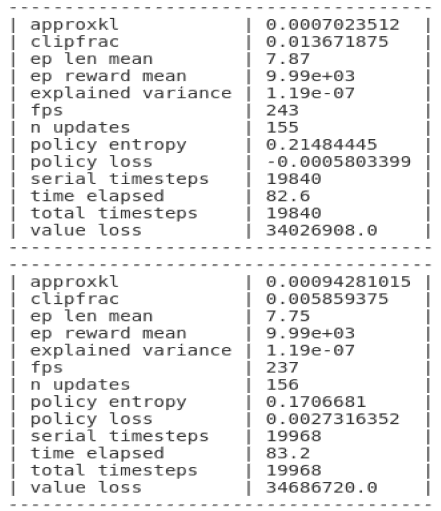 ---------------------------------------
| approxkl | 0.0007023512 |
| clipfrac | 0.013671875 |
| ep len mean | 7.87 |
| ep reward mean | 9.99e+03 |
| explained variance | 1.19e-07 |
| fps | 243 |
| n updates | 155 |
| policy entropy | 0.21484445 |
| policy loss | -0.0005803399 |
| serial timesteps | 19840 |
| time elapsed | 82.6 |
| total timesteps | 19840 |
| value loss | 34026908.0 |
---------------------------------------
---------------------------------------
| approxkl | 0.00094281015 |
| clipfrac | 0.005859375 |
| ep len mean | 7.75 |
| ep reward mean | 9.99e+03 |
| explained variance | 1.19e-07 |
| fps | 237 |
| n updates | 156 |
| policy entropy | 0.1706681 |
| policy loss | 0.0027316352 |
| serial timesteps | 19968 |
| time elapsed | 83.2 |
| total timesteps | 19968 |
| value loss | 34686720.0 |
---------------------------------------